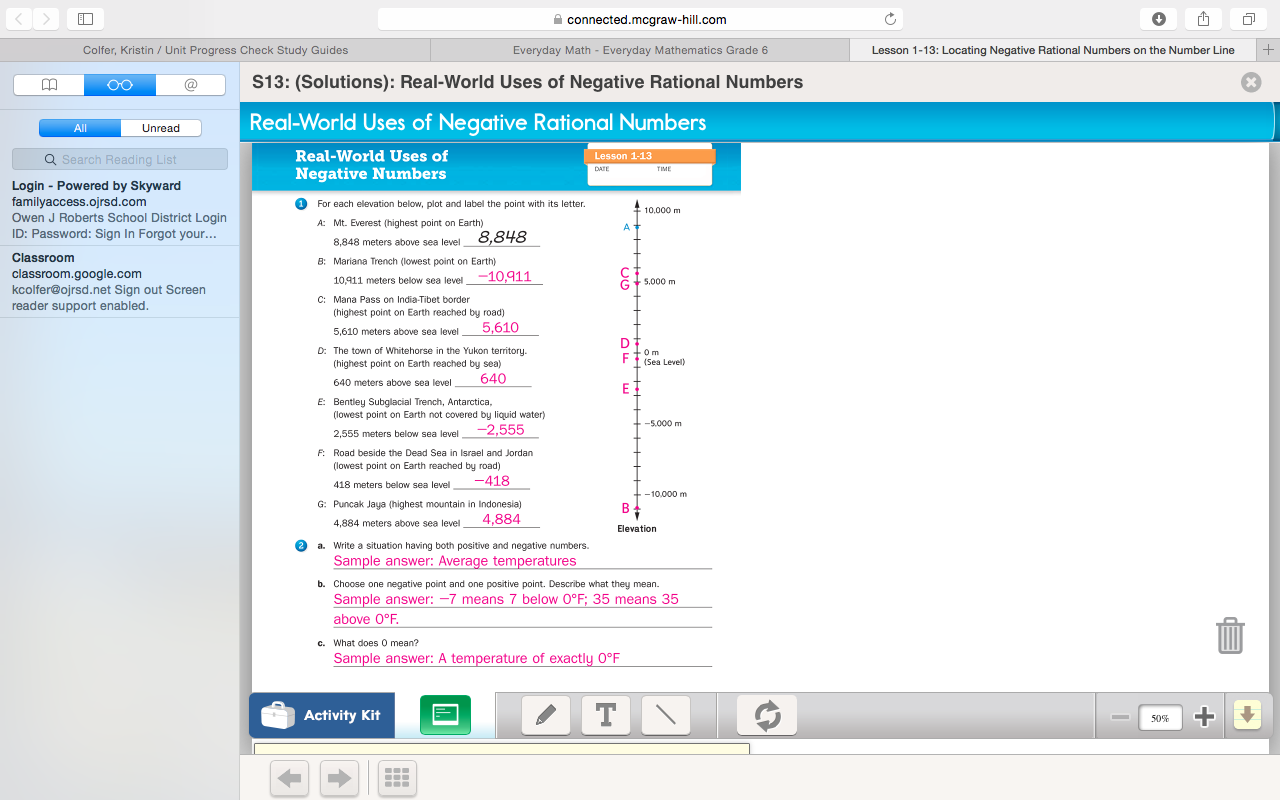 connected.mcgraw-hill.com
Colfer, Kristin / Unit Progress Check Study Guides
Everyday Math - Everyday Mathematics Grade 6
Lesson 1-13: Locating Negative Rational Numbers on the Number Line
+
@
All
Unread
Search Reading List
Login - Powered by Skyward
familyaccess.ojrsd.com
Owen J Roberts School District Login
ID: Password: Sign In Forgot your…
Classroom
classroom.google.com
kcolfer@ojrsd.net Sign out Screen
reader support enabled.
S13: (Solutions): Real-World Uses of Negative Rational Numbers
Real-World Uses of Negative Rational Numbers
Real-World Uses of
Negative Numbers
Lesson 1-13
DATE TIME
1 For each elevation below, plot and label the point with its letter.
A: Mt. Everest (highest point on Earth)
8,848 meters above sea level 8,848
B: Mariana Trench (lowest point on Earth)
10,911 meters below sea level −10,911
C: Mana Pass on India-Tibet border
(highest point on Earth reached by road)
5,610 meters above sea level 5,610
D: The town of Whitehorse in the Yukon territory.
(highest point on Earth reached by sea)
640 meters above sea level 640
E: Bentley Subglacial Trench, Antarctica,
(lowest point on Earth not covered by liquid water)
2,555 meters below sea level −2,555
F: Road beside the Dead Sea in Israel and Jordan
(lowest point on Earth reached by road)
418 meters below sea level −418
G: Puncak Jaya (highest mountain in Indonesia)
4,884 meters above sea level 4,884
10,000 m
A
C
G 5,000 m
D
0 m
F (Sea Level)
E
−5,000 m
−10,000 m
B
Elevation
2 a. Write a situation having both positive and negative numbers.
Sample answer: Average temperatures
b. Choose one negative point and one positive point. Describe what they mean.
Sample answer: −7 means 7 below 0°F; 35 means 35
above 0°F.
c. What does 0 mean?
Sample answer: A temperature of exactly 0°F
Activity Kit
T
50%